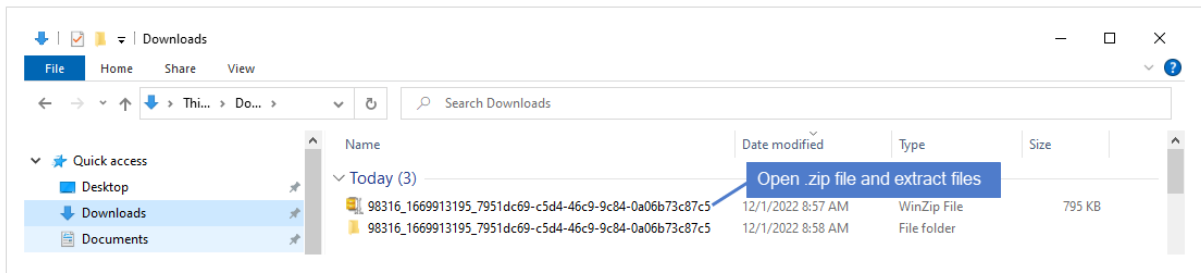 Downloads
File Home Share View
Thi... Do... Search Downloads
Name Date modified Type Size
Quick access
Today (3)
Open .zip file and extract files
Desktop
98316_1669913195_7951dc69-c5d4-46c9-9c84-0a06b73c87c5 12/1/2022 8:57 AM WinZip File 795 KB
Downloads
98316_1669913195_7951dc69-c5d4-46c9-9c84-0a06b73c87c5 12/1/2022 8:58 AM File folder
Documents